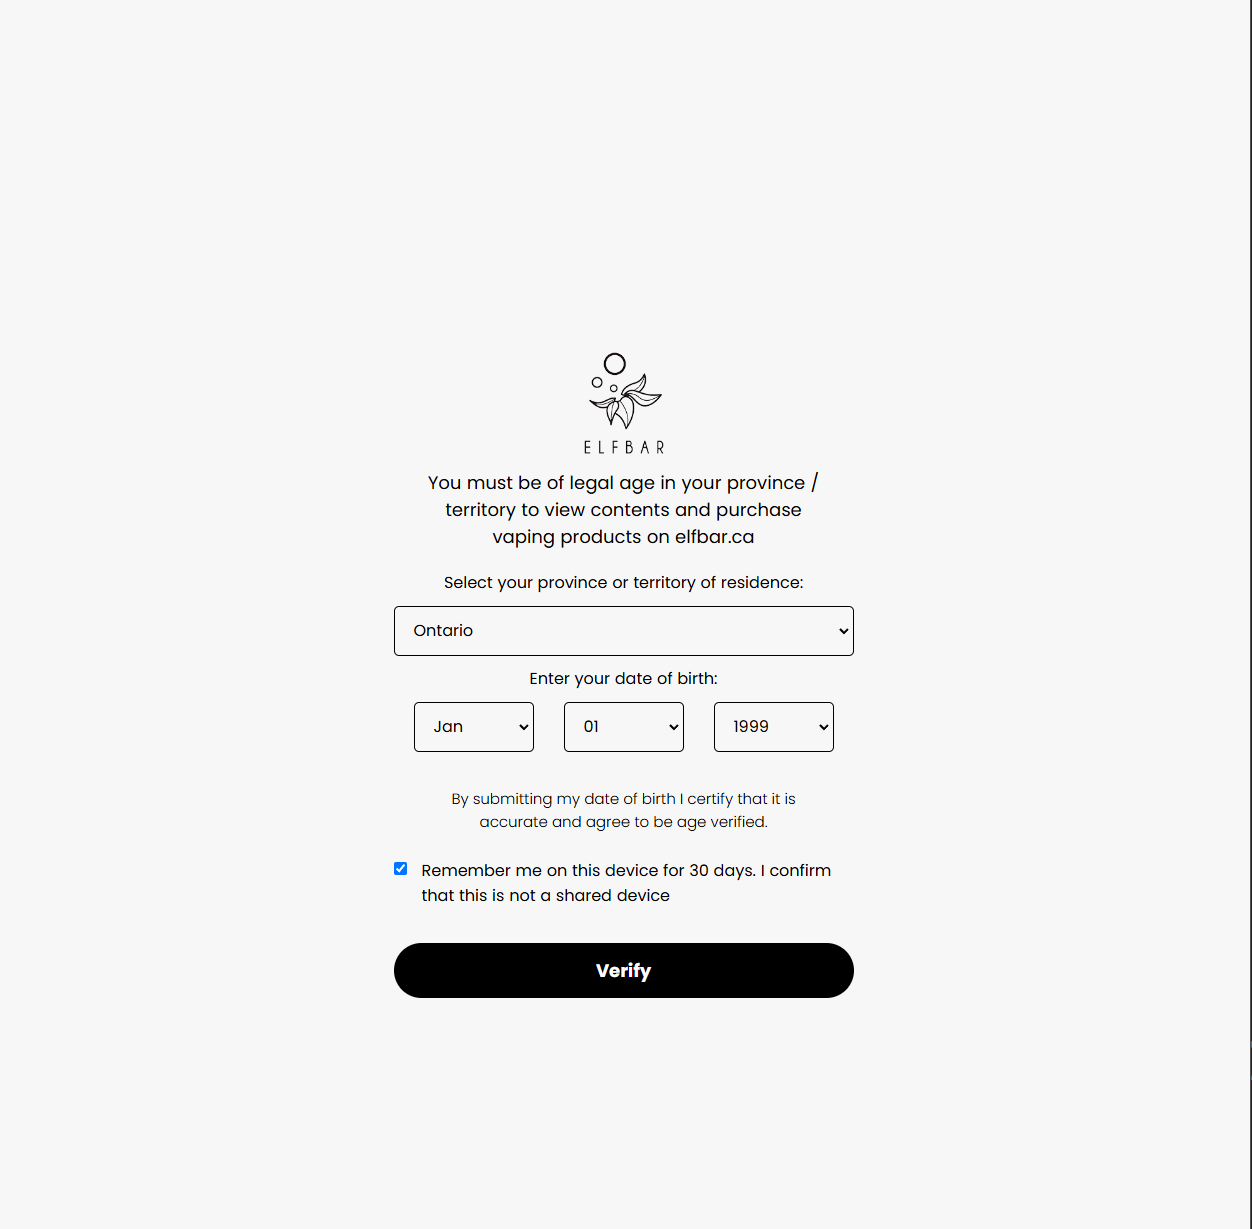 ELFBAR
You must be of legal age in your province /
territory to view contents and purchase
vaping products on elfbar.ca
Select your province or territory of residence:
Ontario
Enter your date of birth:
Jan 01 1999
By submitting my date of birth I certify that it is
accurate and agree to be age verified.
Remember me on this device for 30 days. I confirm
that this is not a shared device
Verify